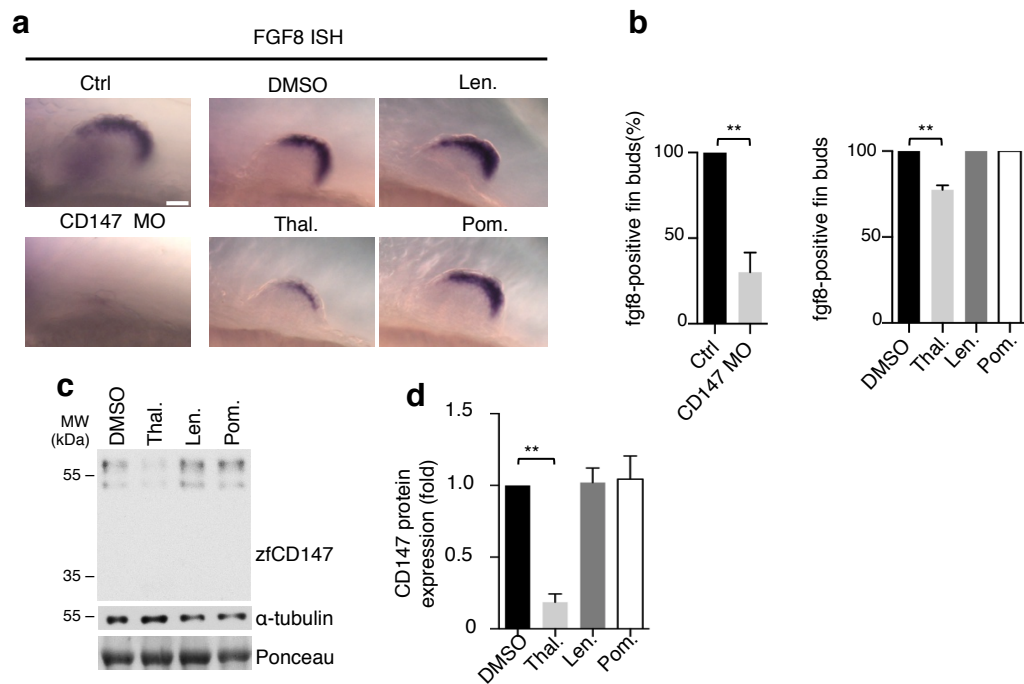 a
FGF8 ISH
Ctrl
DMSO
Len.
CD147 MO
Thal.
Pom.
b
fgf8-positive fin buds(%)
100
50
0
**
Ctrl
CD147 MO
fgf8-positive fin buds
100
50
0
**
DMSO
Thal.
Len.
Pom.
c
MW
(kDa)
DMSO
Thal.
Len.
Pom.
55
35
55
zfCD147
α-tubulin
Ponceau
d
CD147 protein
expression (fold)
1.5
1.0
0.5
0
**
DMSO
Thal.
Len.
Pom.